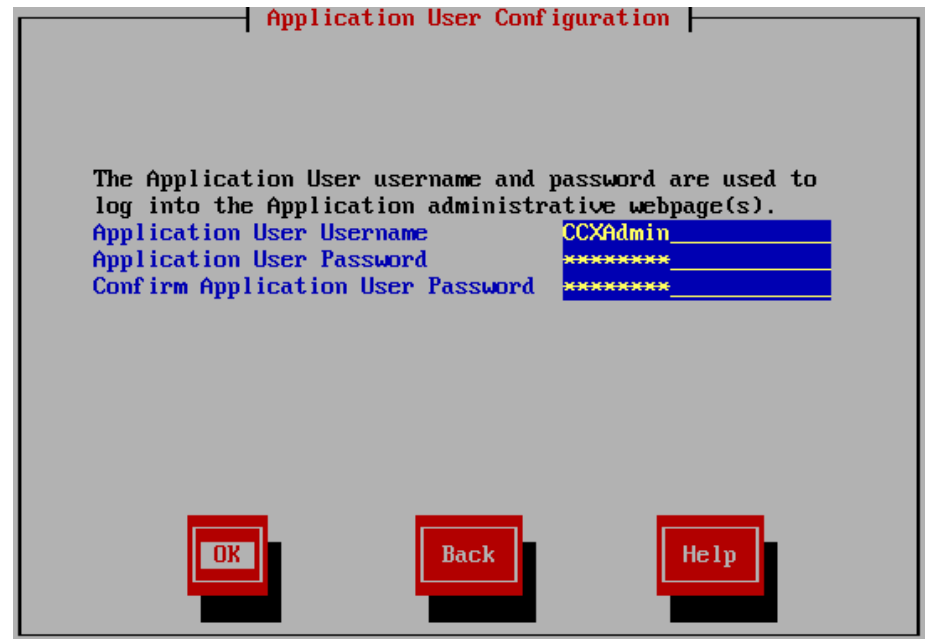 Application User Configuration
The Application User username and password are used to
log into the Application administrative webpage(s).
Application User Username CCXAdmin
Application User Password ********
Confirm Application User Password ********
OK Back Help